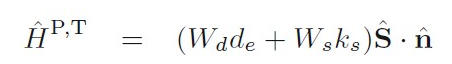 Ĥ^{P,T} = (W_d d_e + W_s k_s) Ŝ · n̂